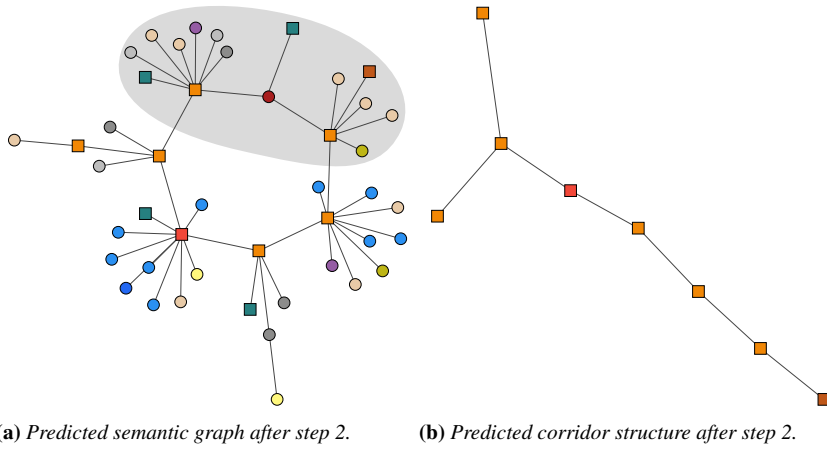 (a) Predicted semantic graph after step 2.
(b) Predicted corridor structure after step 2.